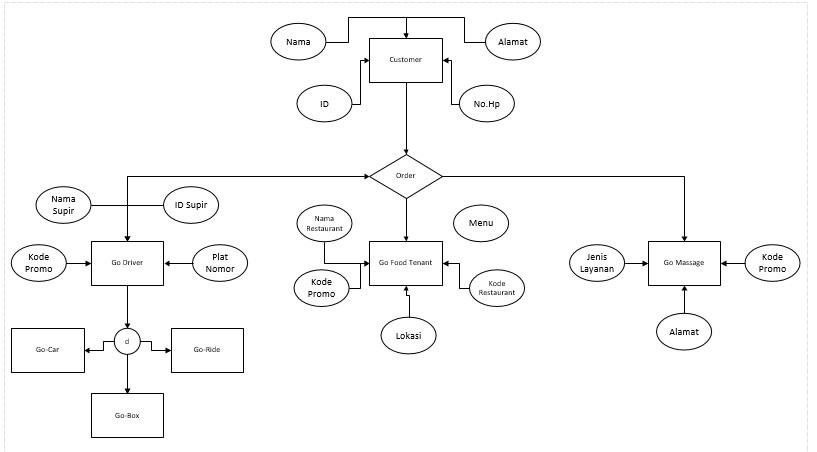 Nama
Alamat
Customer
ID
No.Hp
Order
Nama
Supir
ID Supir
Nama
Restaurant
Menu
Kode
Promo
Go Driver
Plat
Nomor
Go Food Tenant
Kode
Promo
Kode
Restaurant
Jenis
Layanan
Go Massage
Kode
Promo
Lokasi
Alamat
Go-Car
d
Go-Ride
Go-Box